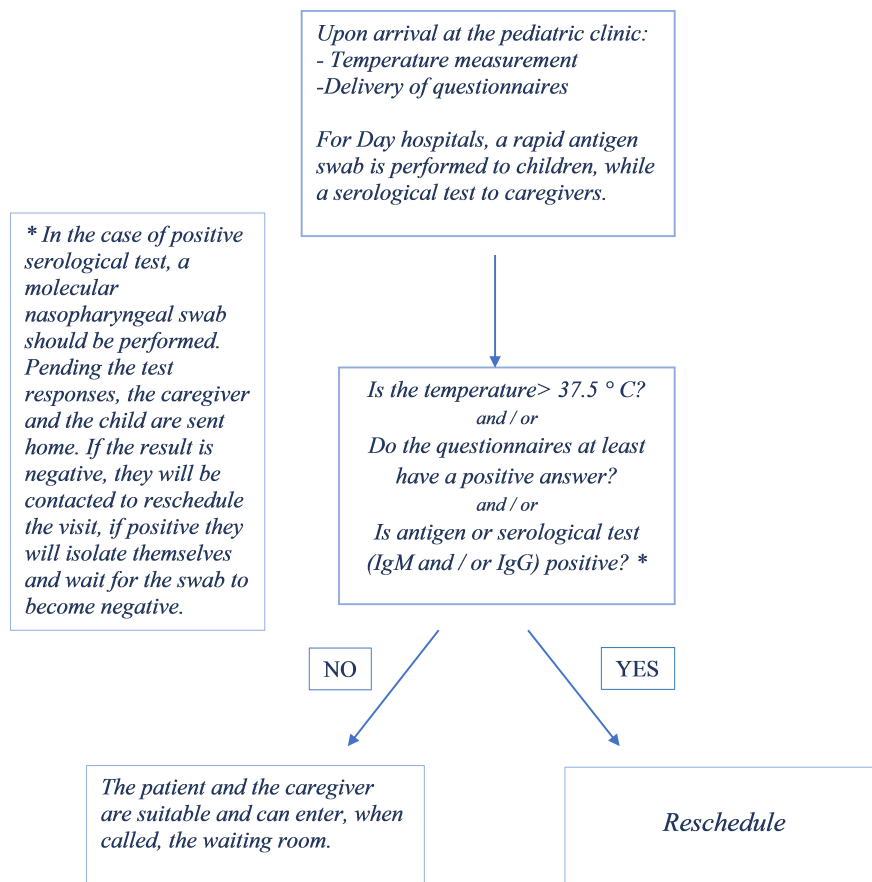 Upon arrival at the pediatric clinic:
- Temperature measurement
-Delivery of questionnaires
For Day hospitals, a rapid antigen
swab is performed to children, while
a serological test to caregivers.
* In the case of positive
serological test, a
molecular
nasopharyngeal swab
should be performed.
Pending the test
responses, the caregiver
and the child are sent
home. If the result is
negative, they will be
contacted to reschedule
the visit, if positive they
will isolate themselves
and wait for the swab to
become negative.
Is the temperature> 37.5 ° C?
and / or
Do the questionnaires at least
have a positive answer?
and / or
Is antigen or serological test
(IgM and / or IgG) positive? *
NO
YES
The patient and the caregiver
are suitable and can enter, when
called, the waiting room.
Reschedule